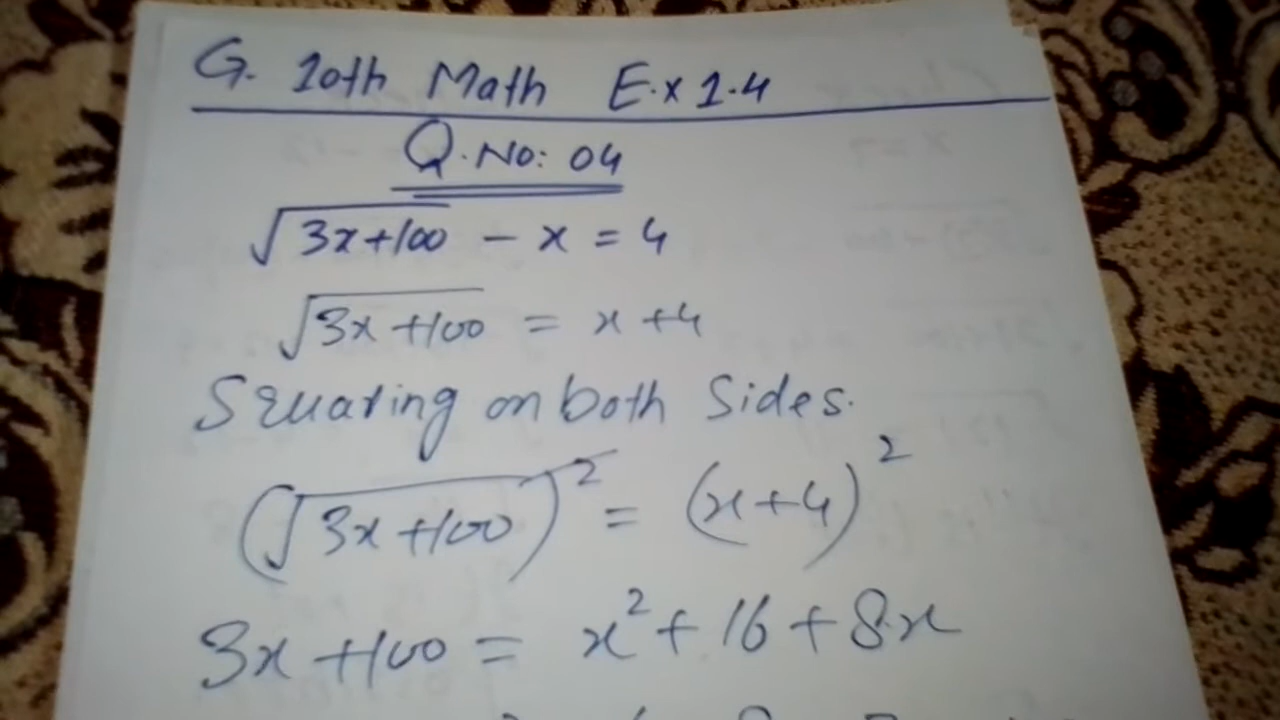 G. 10th Math E.x 1.4
Q.No: 04
√3x+100 - x = 4
√3x+100 = x+4
Squaring on both Sides.
(√3x+100)² = (x+4)²
3x+100 = x²+16+8x